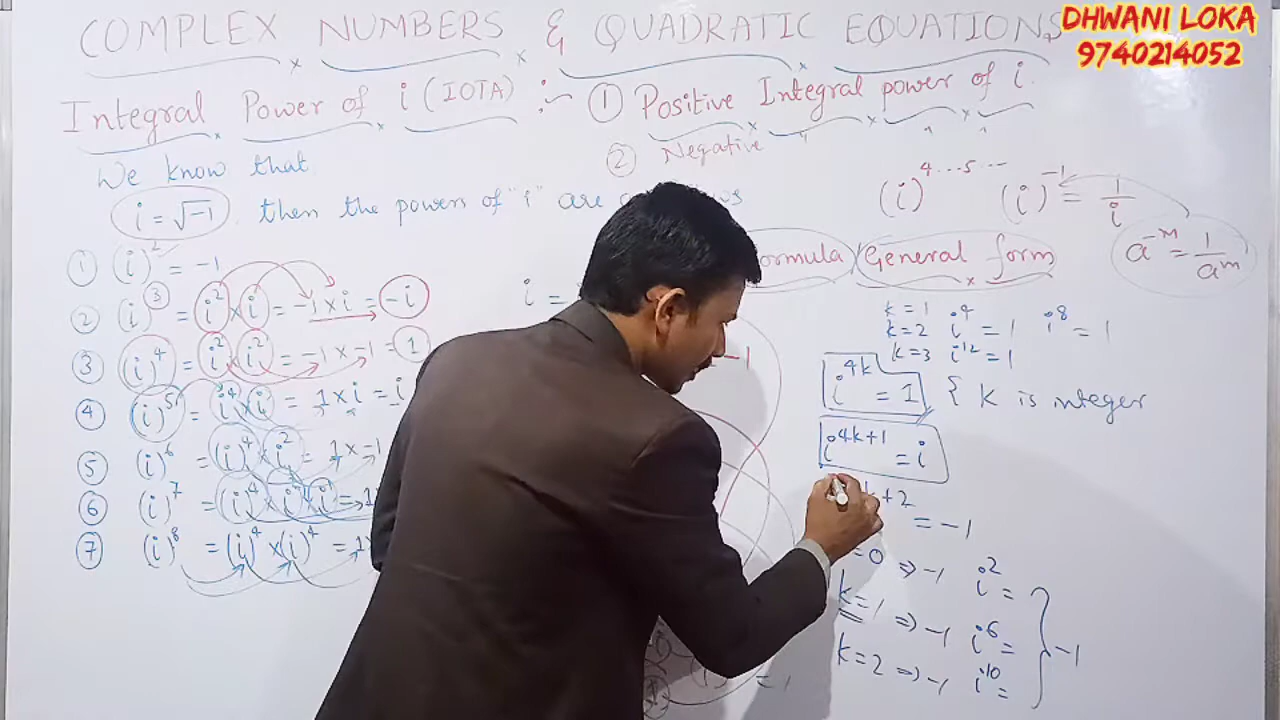 COMPLEX NUMBERS & QUADRATIC EQUATIONS
DHWANI LOKA
9740214052
Integral Power of i (IOTA) :- ① Positive Integral power of i.
② Negative " " " "
We know that
i = √-1 then the powers of "i" are
(i)^4...5... (i)^-1 = 1/i
a^-m = 1/a^m
General form
① (i)^2 = -1
② (i)^3 = i^2 × i = -1 × i = -i
③ (i)^4 = i^2 × i^2 = -1 × -1 = 1
④ (i)^5 = i^4 × i = 1 × i = i
⑤ (i)^6 = (i)^4 × i^2 = 1 × -1
⑥ (i)^7 =
⑦ (i)^8 = (i)^4 × (i)^4 =
i =
-1
k = 1 i^4 = 1 i^8 = 1
k = 2
k = 3 i^12 = 1
i^4k = 1 { K is integer
i^4k+1 = i
+2 = -1
= 0 ⇒ -1 i^2 =
k = 1 ⇒ -1 i^6 = } -1
k = 2 ⇒ -1 i^10 =